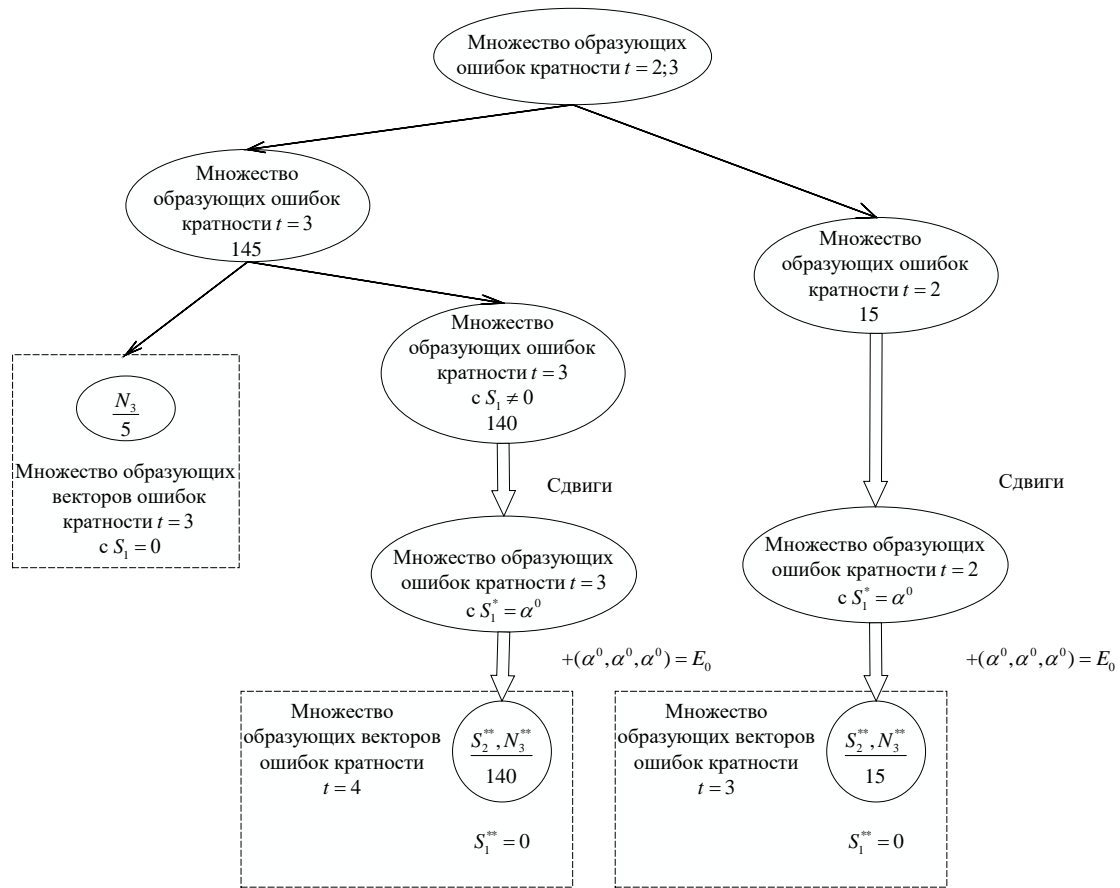 Множество образующих
ошибок кратности t = 2;3
Множество
образующих ошибок
кратности t = 3
145
Множество
образующих ошибок
кратности t = 2
15
N₃
5
Множество образующих
векторов ошибок
кратности t = 3
с S₁ = 0
Множество
образующих ошибок
кратности t = 3
с S₁ ≠ 0
140
Сдвиги
Сдвиги
Множество образующих
ошибок кратности t = 3
с S₁* = α⁰
Множество образующих
ошибок кратности t = 2
с S₁* = α⁰
+(α⁰, α⁰, α⁰) = E₀
+(α⁰, α⁰, α⁰) = E₀
Множество
образующих векторов
ошибок кратности
t = 4
S₂**, N₃**
140
S₁** = 0
Множество
образующих векторов
ошибок кратности
t = 3
S₂**, N₃**
15
S₁** = 0